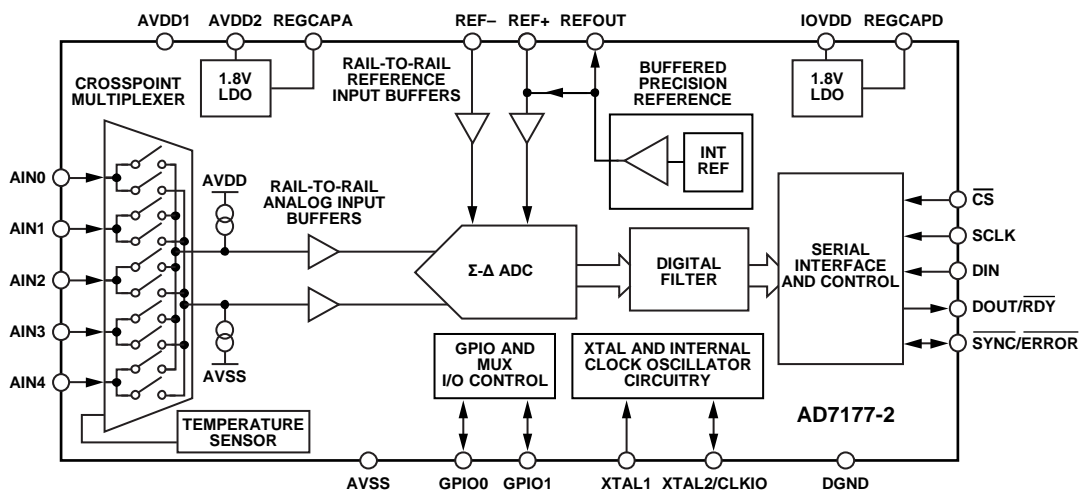 AVDD1
AVDD2
REGCAPA
REF–
REF+
REFOUT
IOVDD
REGCAPD
CROSSPOINT
MULTIPLEXER
1.8V
LDO
RAIL-TO-RAIL
REFERENCE
INPUT BUFFERS
BUFFERED
PRECISION
REFERENCE
INT
REF
1.8V
LDO
AIN0
AIN1
AIN2
AIN3
AIN4
AVDD
AVSS
RAIL-TO-RAIL
ANALOG INPUT
BUFFERS
Σ-Δ ADC
DIGITAL
FILTER
SERIAL
INTERFACE
AND CONTROL
CS
SCLK
DIN
DOUT/RDY
SYNC/ERROR
GPIO AND
MUX
I/O CONTROL
XTAL AND INTERNAL
CLOCK OSCILLATOR
CIRCUITRY
TEMPERATURE
SENSOR
AD7177-2
AVSS
GPIO0
GPIO1
XTAL1
XTAL2/CLKIO
DGND